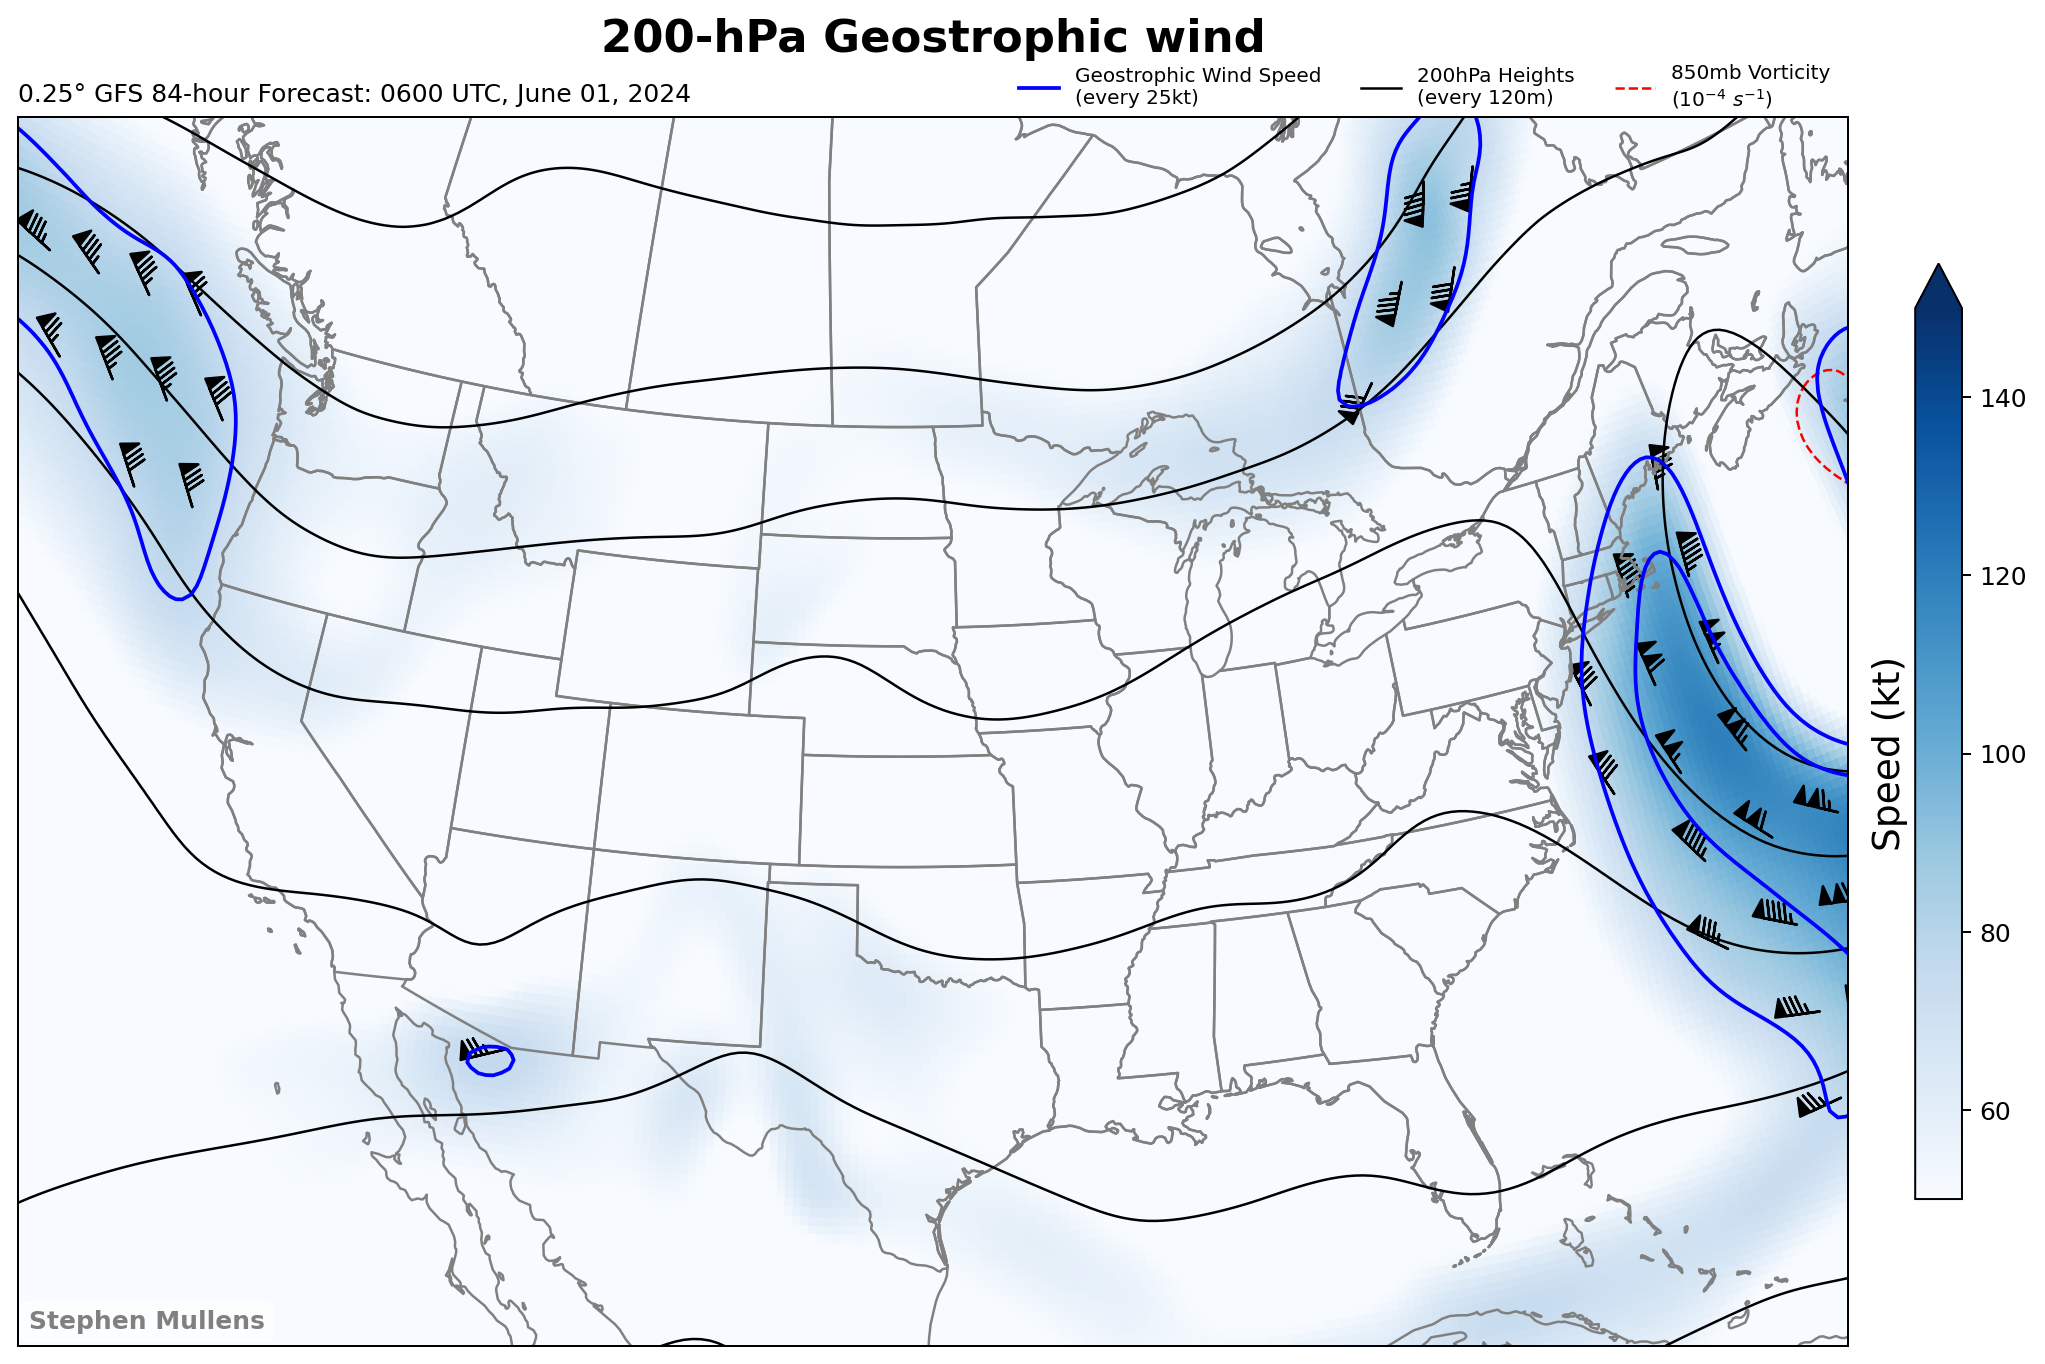 200-hPa Geostrophic wind
0.25° GFS 84-hour Forecast: 0600 UTC, June 01, 2024
Geostrophic Wind Speed
(every 25kt)
200hPa Heights
(every 120m)
850mb Vorticity
(10⁻⁴ s⁻¹)
140
120
100
80
60
Speed (kt)
Stephen Mullens